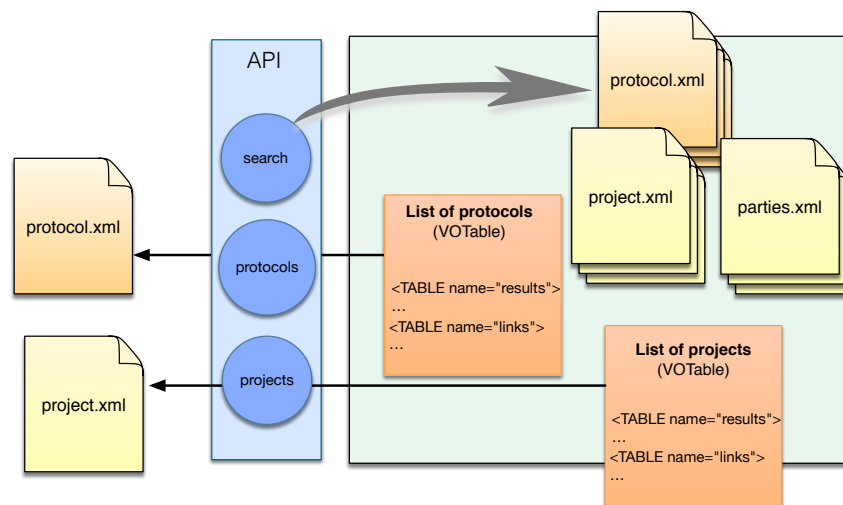 API
search
protocols
projects
protocol.xml
project.xml
protocol.xml
project.xml
parties.xml
List of protocols
(VOTable)
<TABLE name="results">
...
<TABLE name="links">
...
List of projects
(VOTable)
<TABLE name="results">
...
<TABLE name="links">
...